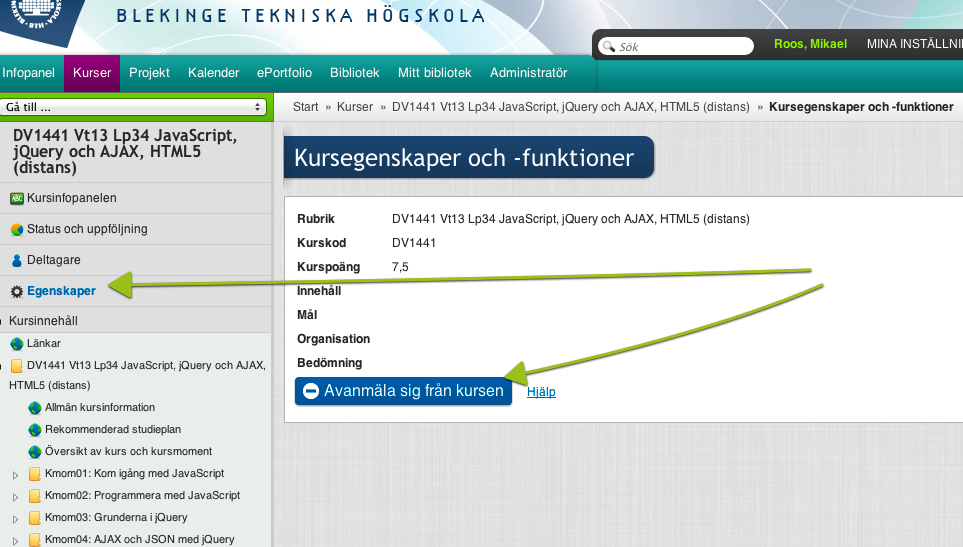 BLEKINGE TEKNISKA HÖGSKOLA
Sök
Roos, Mikael
MINA INSTÄLLNI
Infopanel
Kurser
Projekt
Kalender
ePortfolio
Bibliotek
Mitt bibliotek
Administratör
Gå till ...
Start » Kurser » DV1441 Vt13 Lp34 JavaScript, jQuery och AJAX, HTML5 (distans) » Kursegenskaper och -funktioner
DV1441 Vt13 Lp34 JavaScript,
jQuery och AJAX, HTML5
(distans)
ABC Kursinfopanelen
Status och uppföljning
Deltagare
Egenskaper
Kursinnehåll
Länkar
DV1441 Vt13 Lp34 JavaScript, jQuery och AJAX,
HTML5 (distans)
Allmän kursinformation
Rekommenderad studieplan
Översikt av kurs och kursmoment
Kmom01: Kom igång med JavaScript
Kmom02: Programmera med JavaScript
Kmom03: Grunderna i jQuery
Kmom04: AJAX och JSON med jQuery
Kursegenskaper och -funktioner
Rubrik DV1441 Vt13 Lp34 JavaScript, jQuery och AJAX, HTML5 (distans)
Kurskod DV1441
Kurspoäng 7,5
Innehåll
Mål
Organisation
Bedömning
Avanmäla sig från kursen Hjälp